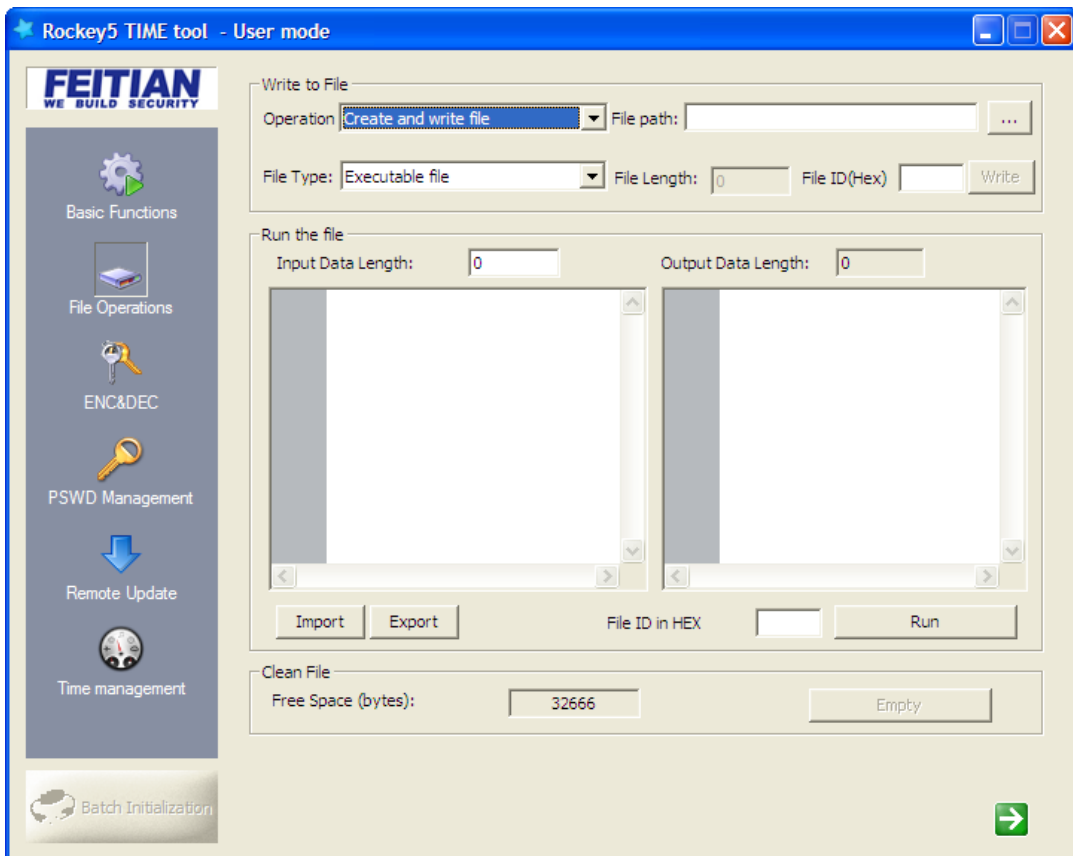 Rockey5 TIME tool  - User mode
FEITIAN
WE BUILD SECURITY
Basic Functions
File Operations
ENC&DEC
PSWD Management
Remote Update
Time management
Batch Initialization
Write to File
Operation Create and write file File path: ...
File Type: Executable file File Length: 0 File ID(Hex) Write
Run the file
Input Data Length: 0 Output Data Length: 0
Import Export File ID in HEX Run
Clean File
Free Space (bytes): 32666 Empty